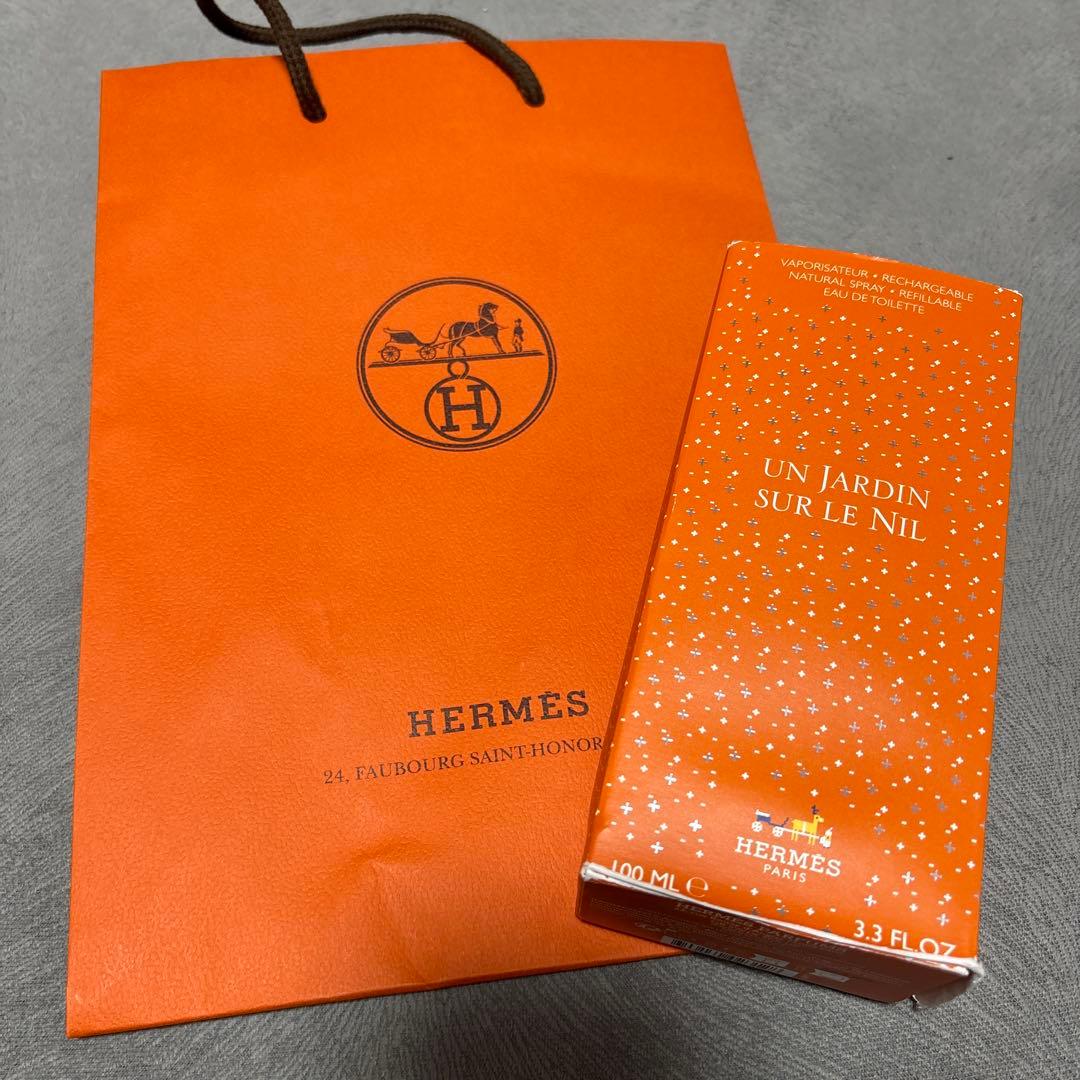 H
HERMÈS
24, FAUBOURG SAINT-HONOR
VAPORISATEUR • RECHARGEABLE
NATURAL SPRAY • REFILLABLE
EAU DE TOILETTE
UN JARDIN
SUR LE NIL
HERMÈS
PARIS
100 ML e
3.3 FL.OZ